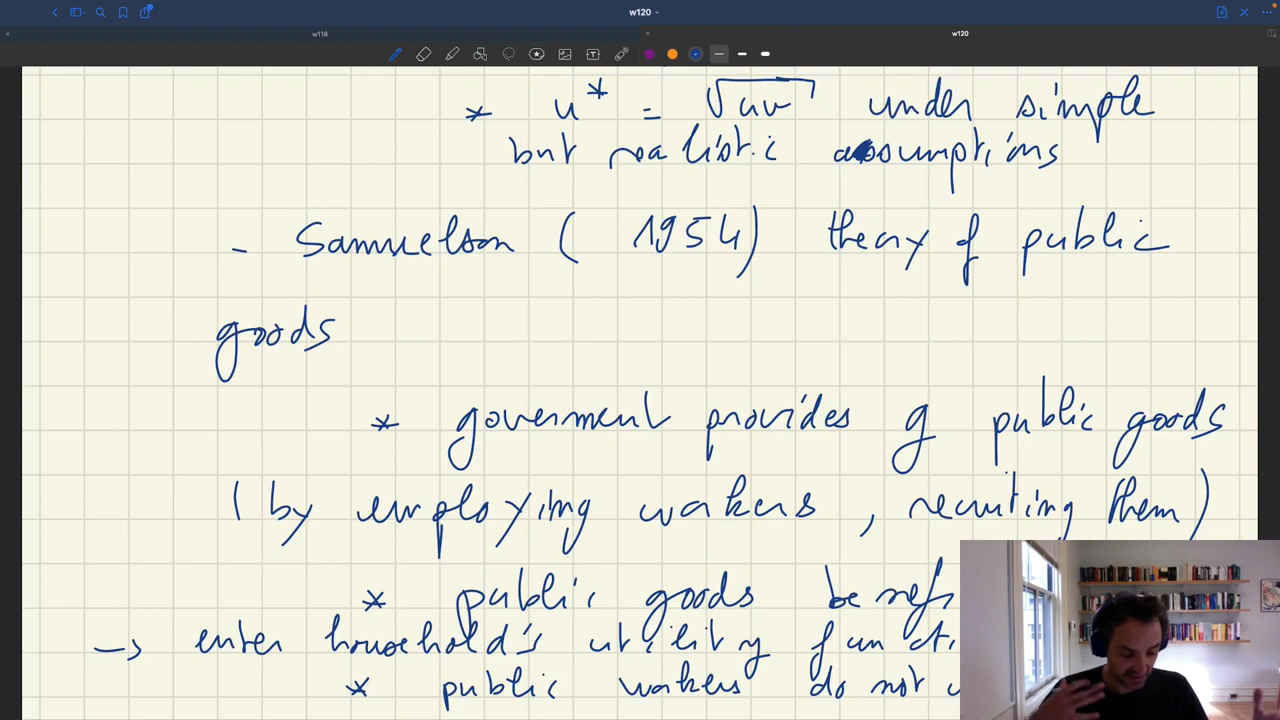 w120
w118
w120
* u* = √uv under simple
but realistic assumptions
- Samuelson (1954) theory of public
goods
* goverment provides g public goods
(by employing workers, recruiting them)
* public goods benefi
→ enter household's utility functi
* public workers do not